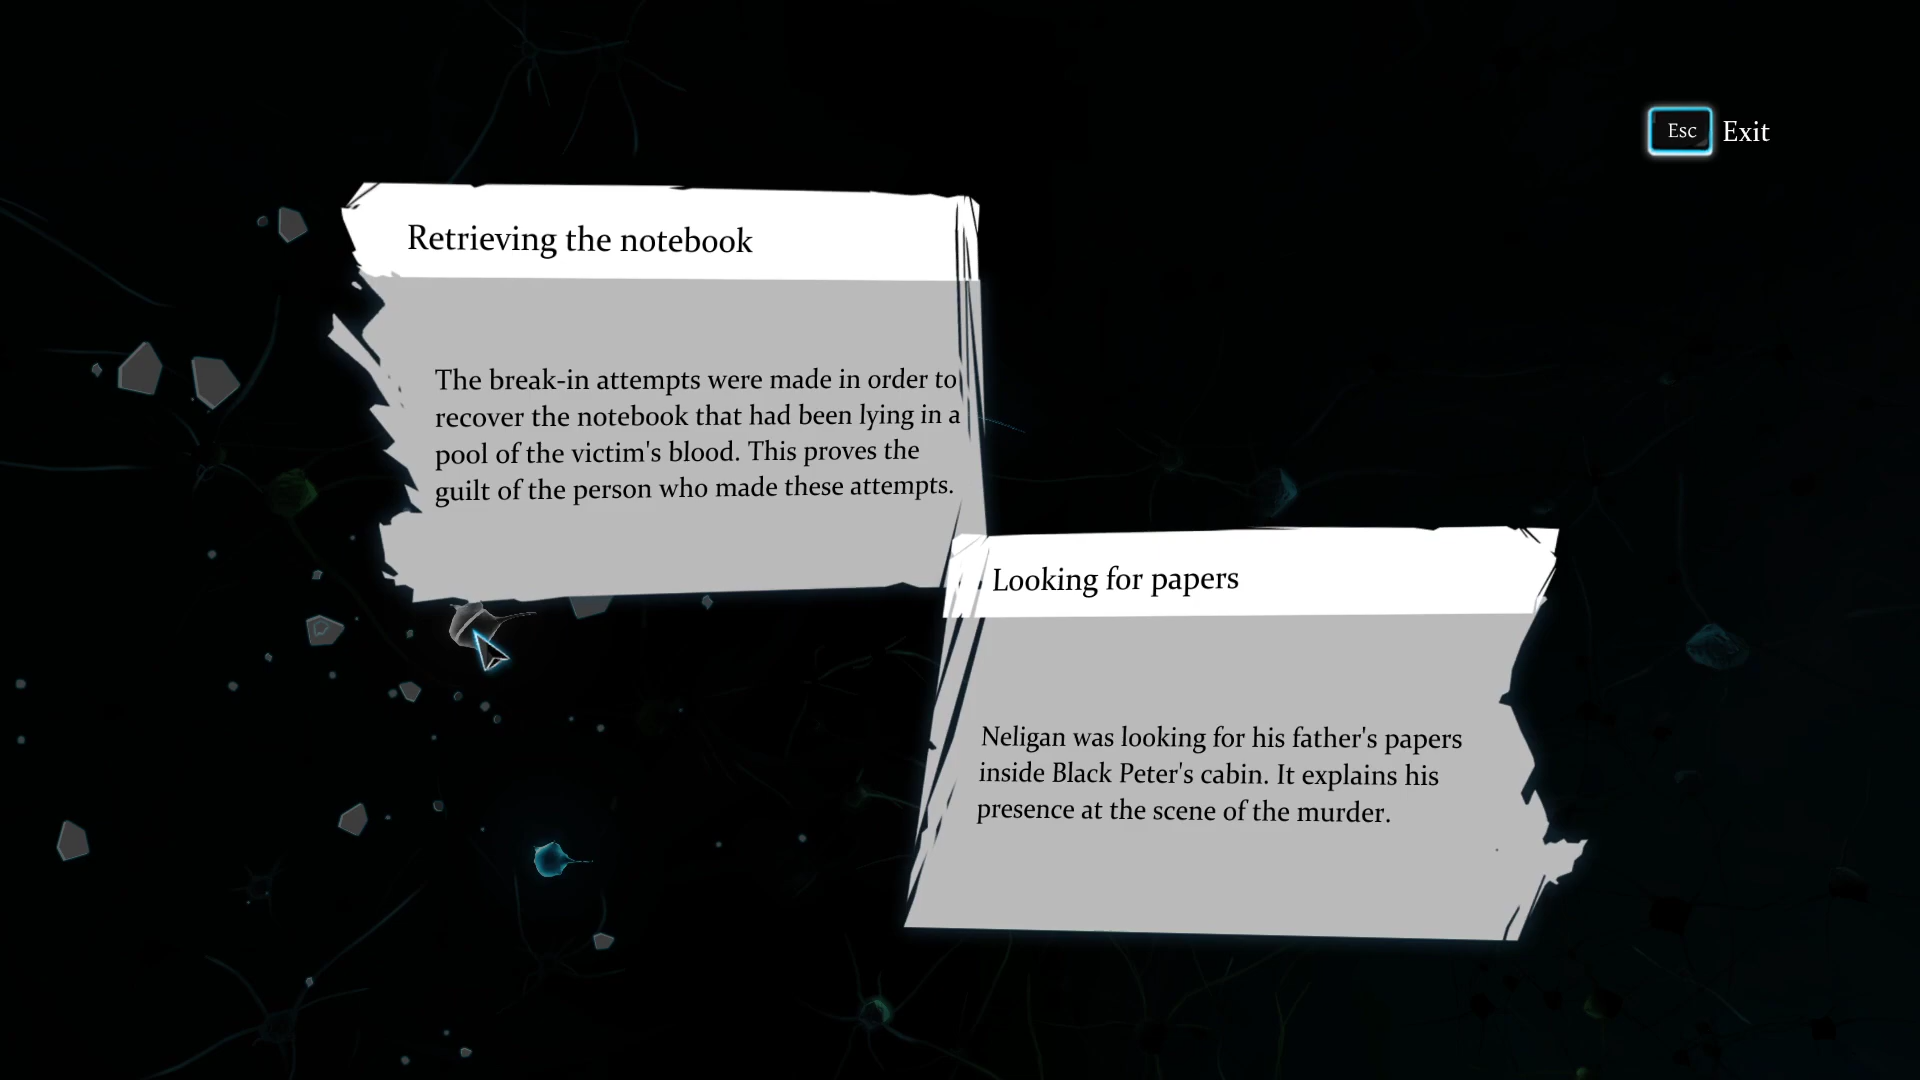 Esc Exit
Retrieving the notebook
The break-in attempts were made in order to
recover the notebook that had been lying in a
pool of the victim's blood. This proves the
guilt of the person who made these attempts.
Looking for papers
Neligan was looking for his father's papers
inside Black Peter's cabin. It explains his
presence at the scene of the murder.